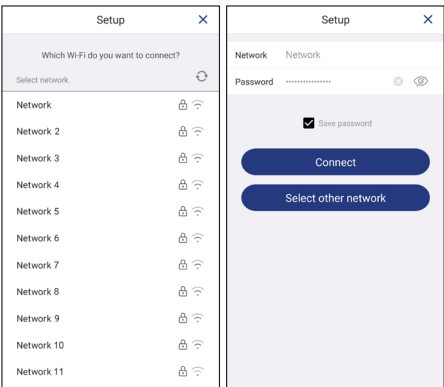 Setup
Which Wi-Fi do you want to connect?
Select network
Network
Network 2
Network 3
Network 4
Network 5
Network 6
Network 7
Network 8
Network 9
Network 10
Network 11
Setup
Network Network
Password ················
Save password
Connect
Select other network